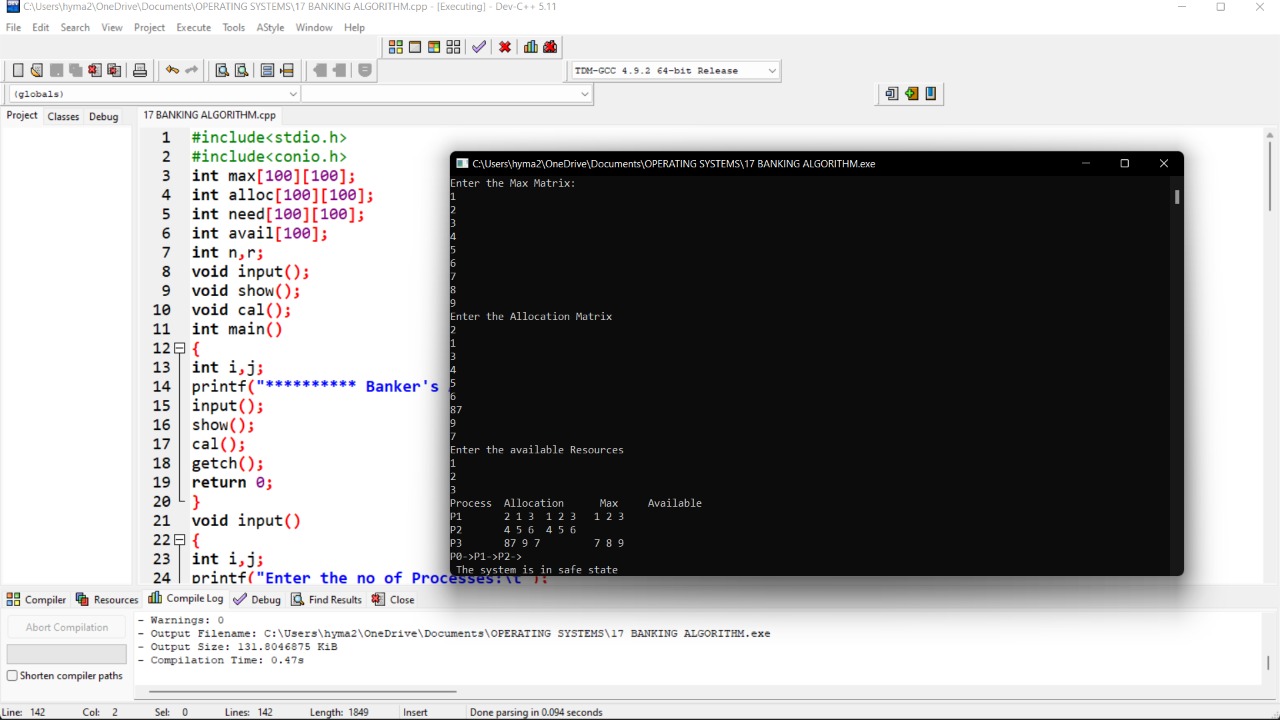 C:\Users\hyma2\OneDrive\Documents\OPERATING SYSTEMS\17 BANKING ALGORITHM.cpp - [Executing] - Dev-C++ 5.11
File Edit Search View Project Execute Tools AStyle Window Help
TDM-GCC 4.9.2 64-bit Release
(globals)
Project Classes Debug
17 BANKING ALGORITHM.cpp
1 #include<stdio.h>
2 #include<conio.h>
3 int max[100][100];
4 int alloc[100][100];
5 int need[100][100];
6 int avail[100];
7 int n,r;
8 void input();
9 void show();
10 void cal();
11 int main()
12 {
13 int i,j;
14 printf("********** Banker's
15 input();
16 show();
17 cal();
18 getch();
19 return 0;
20 }
21 void input()
22 {
23 int i,j;
24 printf("Enter the no of Processes:\t");
C:\Users\hyma2\OneDrive\Documents\OPERATING SYSTEMS\17 BANKING ALGORITHM.exe
Enter the Max Matrix:
1
2
3
4
5
6
7
8
9
Enter the Allocation Matrix
2
1
3
4
5
6
87
9
7
Enter the available Resources
1
2
3
Process Allocation Max Available
P1 2 1 3 1 2 3 1 2 3
P2 4 5 6 4 5 6
P3 87 9 7 7 8 9
P0->P1->P2->
The system is in safe state
Compiler Resources Compile Log Debug Find Results Close
Abort Compilation
Shorten compiler paths
- Warnings: 0
- Output Filename: C:\Users\hyma2\OneDrive\Documents\OPERATING SYSTEMS\17 BANKING ALGORITHM.exe
- Output Size: 131.8046875 KiB
- Compilation Time: 0.47s
Line: 142 Col: 2 Sel: 0 Lines: 142 Length: 1849 Insert Done parsing in 0.094 seconds